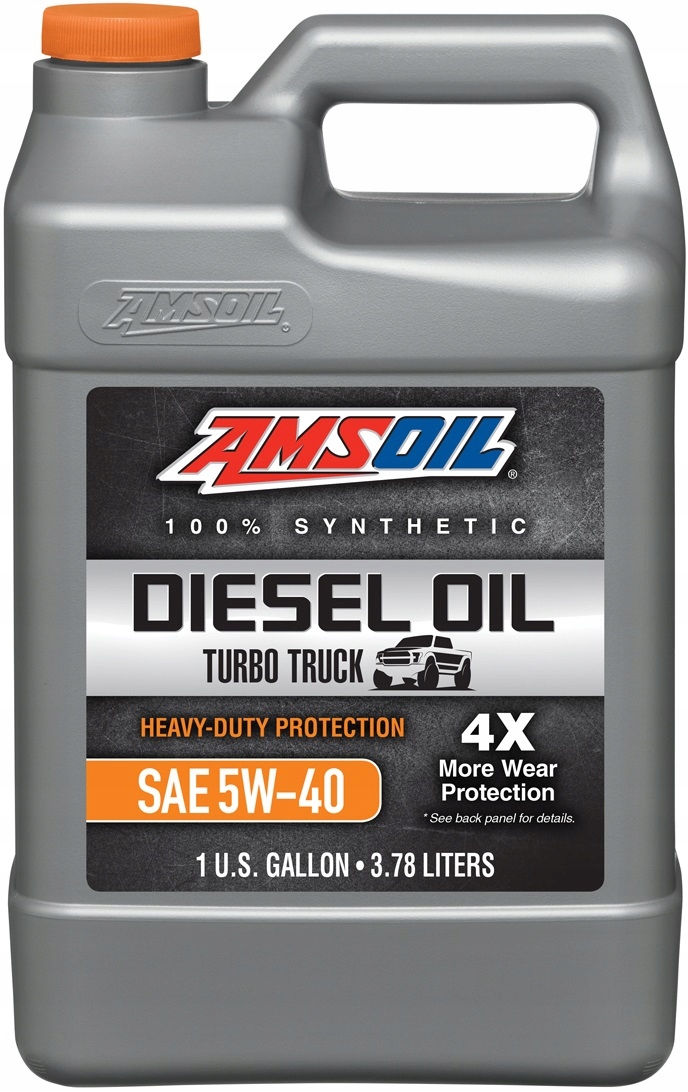 AMSOIL
AMSOIL®
100% SYNTHETIC
DIESEL OIL
TURBO TRUCK
HEAVY-DUTY PROTECTION
4X
More Wear
Protection
SAE 5W-40
*See back panel for details.
1 U.S. GALLON • 3.78 LITERS